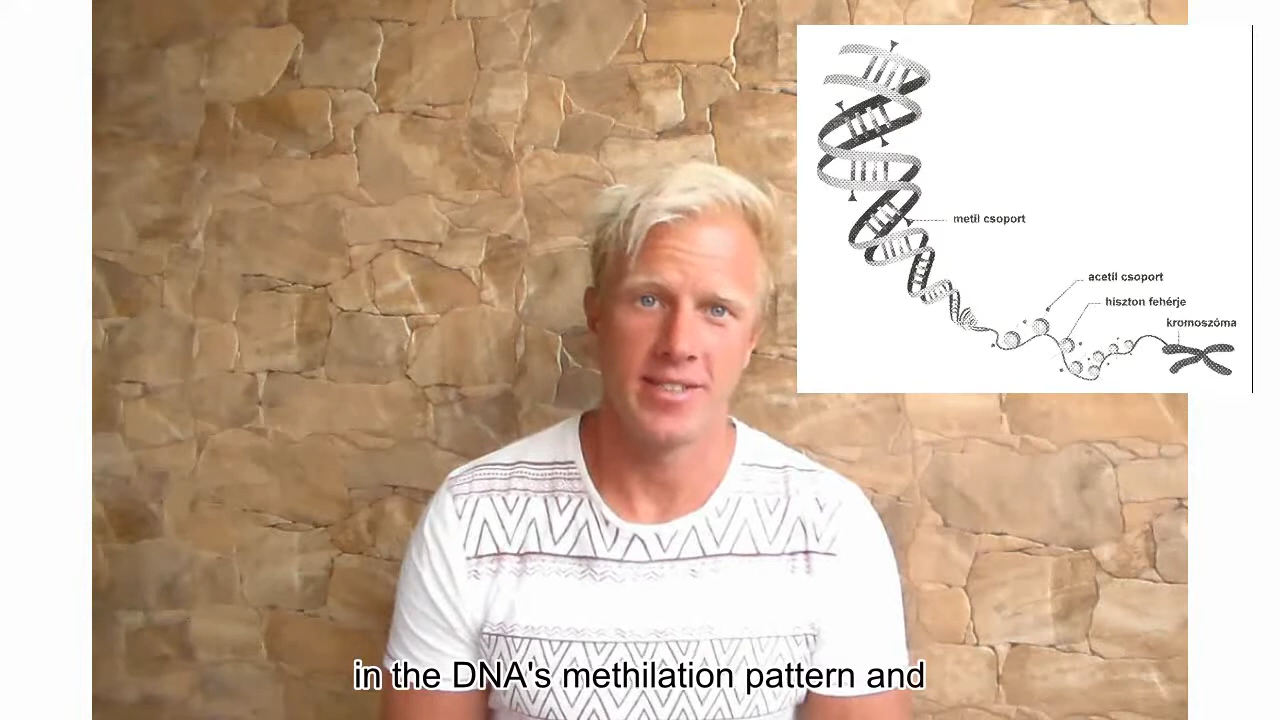 metil csoport
acetil csoport
hiszton fehérje
kromoszóma
in the DNA's methilation pattern and